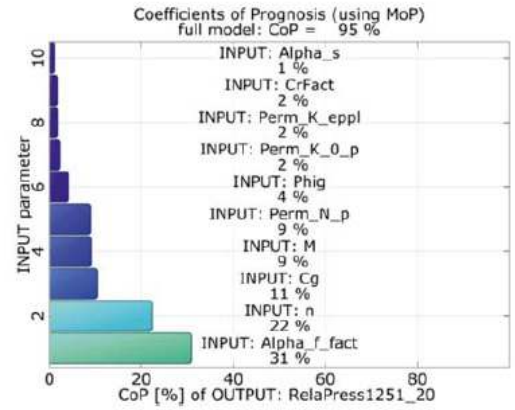 Coefficients of Prognosis (using MoP)
full model: CoP = 95 %
INPUT: Alpha_s
1 %
INPUT: CrFact
2 %
INPUT: Perm_K_eppl
2 %
INPUT: Perm_K_0_p
2 %
INPUT: Phig
4 %
INPUT: Perm_N_p
9 %
INPUT: M
9 %
INPUT: Cg
11 %
INPUT: n
22 %
INPUT: Alpha_f_fact
31 %
INPUT parameter
10
8
6
4
2
0 20 40 60 80
CoP [%] of OUTPUT: RelaPress1251_20